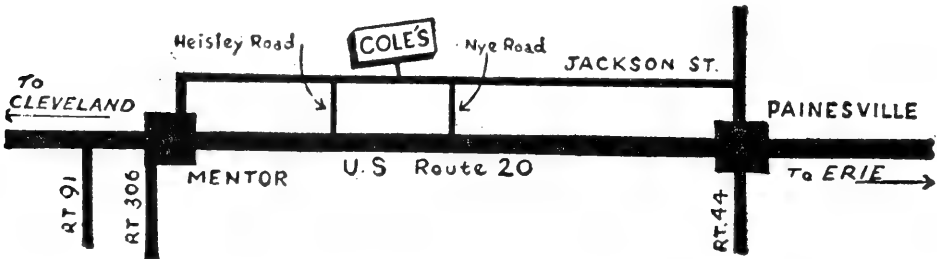 Heisley Road
COLE'S
Nye Road
JACKSON ST.
TO
CLEVELAND
PAINESVILLE
MENTOR
U.S Route 20
To ERIE
RT 91
RT 306
RT. 44